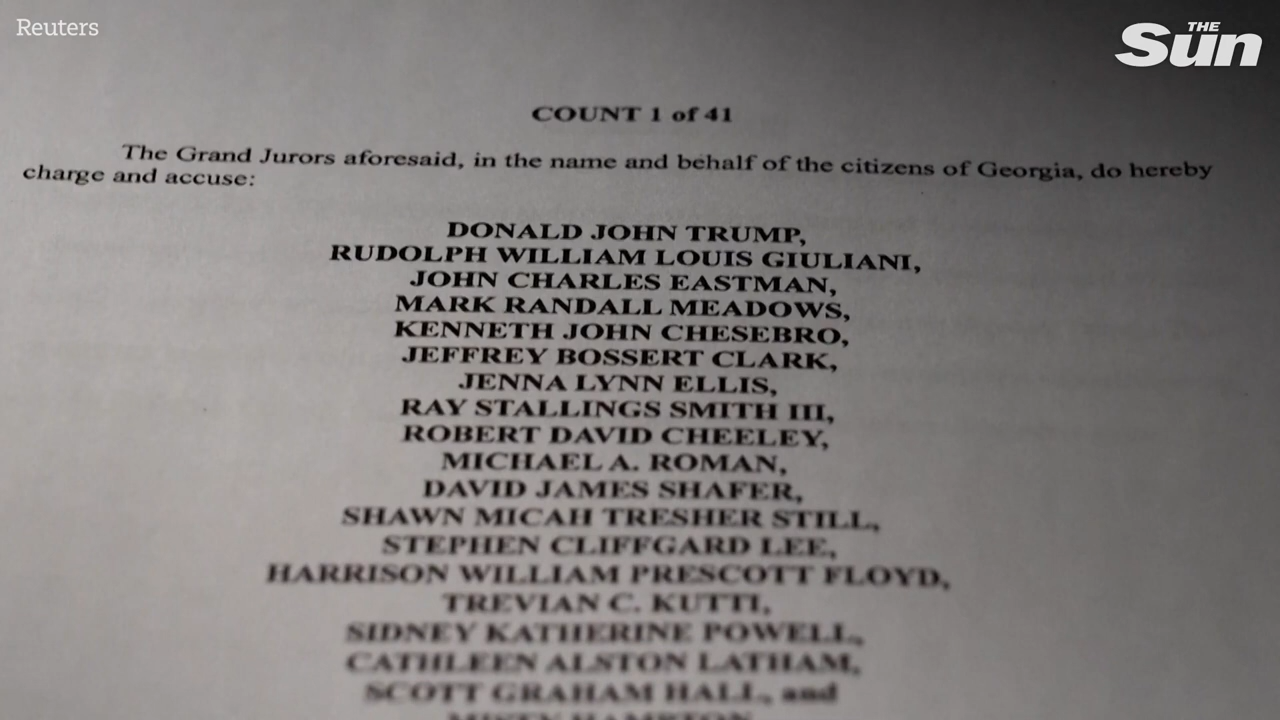 Reuters
THE
Sun
COUNT 1 of 41
The Grand Jurors aforesaid, in the name and behalf of the citizens of Georgia, do hereby
charge and accuse:
DONALD JOHN TRUMP,
RUDOLPH WILLIAM LOUIS GIULIANI,
JOHN CHARLES EASTMAN,
MARK RANDALL MEADOWS,
KENNETH JOHN CHESEBRO,
JEFFREY BOSSERT CLARK,
JENNA LYNN ELLIS,
RAY STALLINGS SMITH III,
ROBERT DAVID CHEELEY,
MICHAEL A. ROMAN,
DAVID JAMES SHAFER,
SHAWN MICAH TRESHER STILL,
STEPHEN CLIFFGARD LEE,
HARRISON WILLIAM PRESCOTT FLOYD,
TREVIAN C. KUTTI,
SIDNEY KATHERINE POWELL,
CATHLEEN ALSTON LATHAM,
SCOTT GRAHAM HALL, and
MISTY HAMPTON